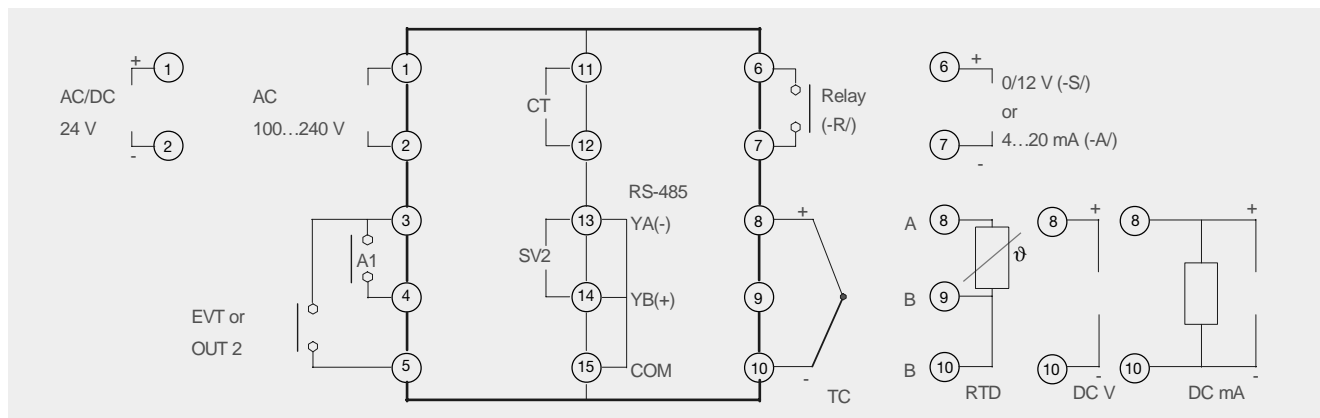 + 1
AC/DC
24 V
- 2
1
AC
100...240 V
2
11
CT
12
6
Relay
(-R/)
7
6 +
0/12 V (-S/)
or
7 4...20 mA (-A/)
-
3
A1
4
EVT or
OUT 2
5
RS-485
13 YA(-)
SV2
14 YB(+)
15 COM
8 +
9
10 -
TC
A 8
ϑ
B 9
B 10
RTD
8 +
10 -
DC V
8 +
10 -
DC mA